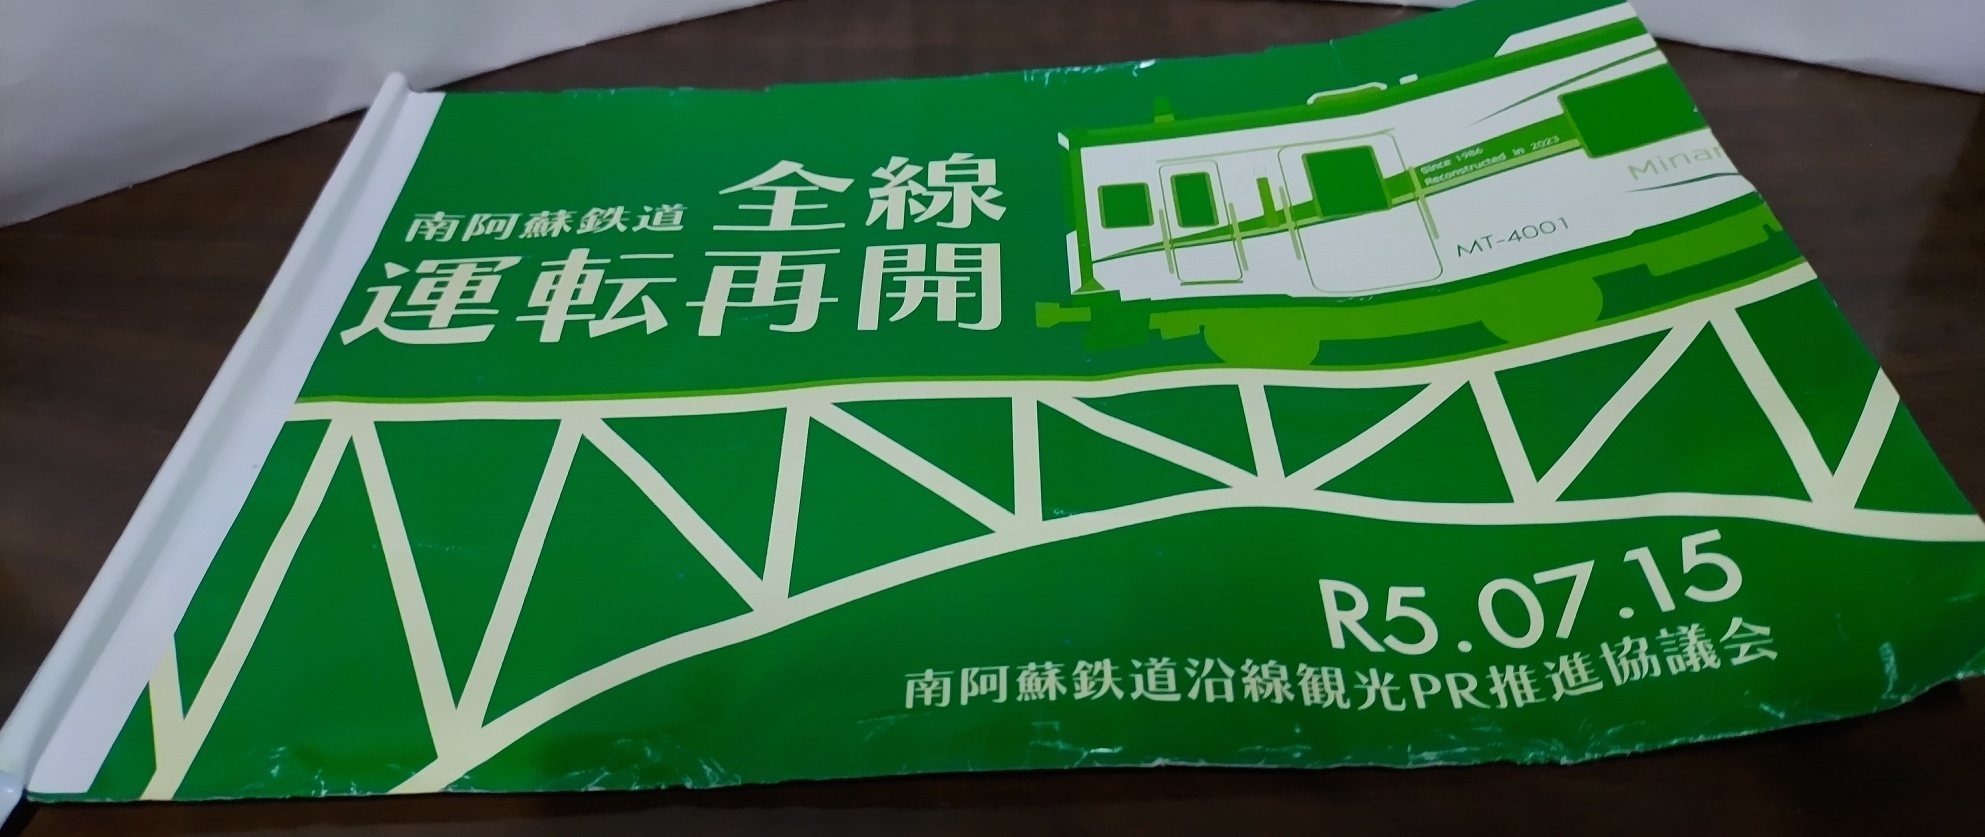 南阿蘇鉄道 全線
運転再開
Since 1986
Reconstructed in 2023
Minar
MT-4001
R5.07.15
南阿蘇鉄道沿線観光PR推進協議会